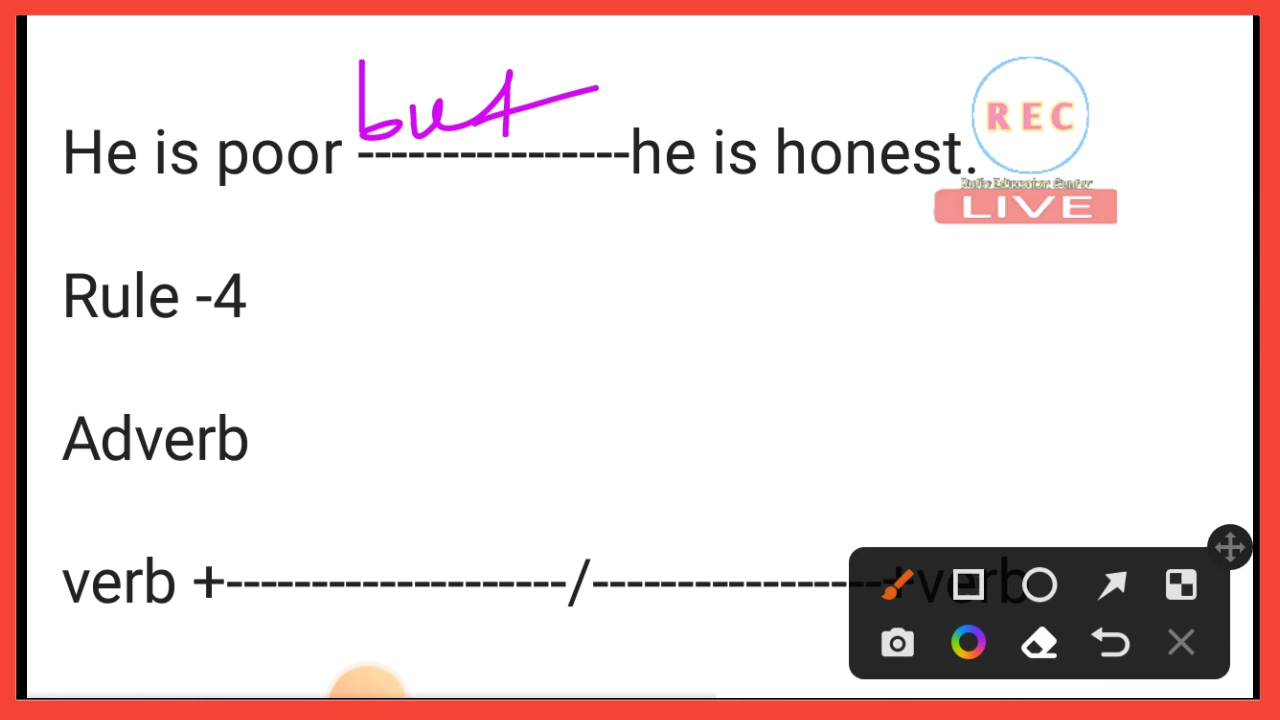 but
He is poor ----------------he is honest.
REC
LIVE
Rule -4
Adverb
verb +--------------------/-----------------+verb